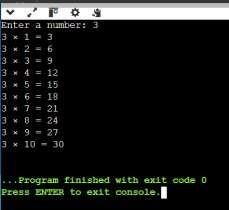 Enter a number: 3
3 × 1 = 3
3 × 2 = 6
3 × 3 = 9
3 × 4 = 12
3 × 5 = 15
3 × 6 = 18
3 × 7 = 21
3 × 8 = 24
3 × 9 = 27
3 × 10 = 30
...Program finished with exit code 0
Press ENTER to exit console.